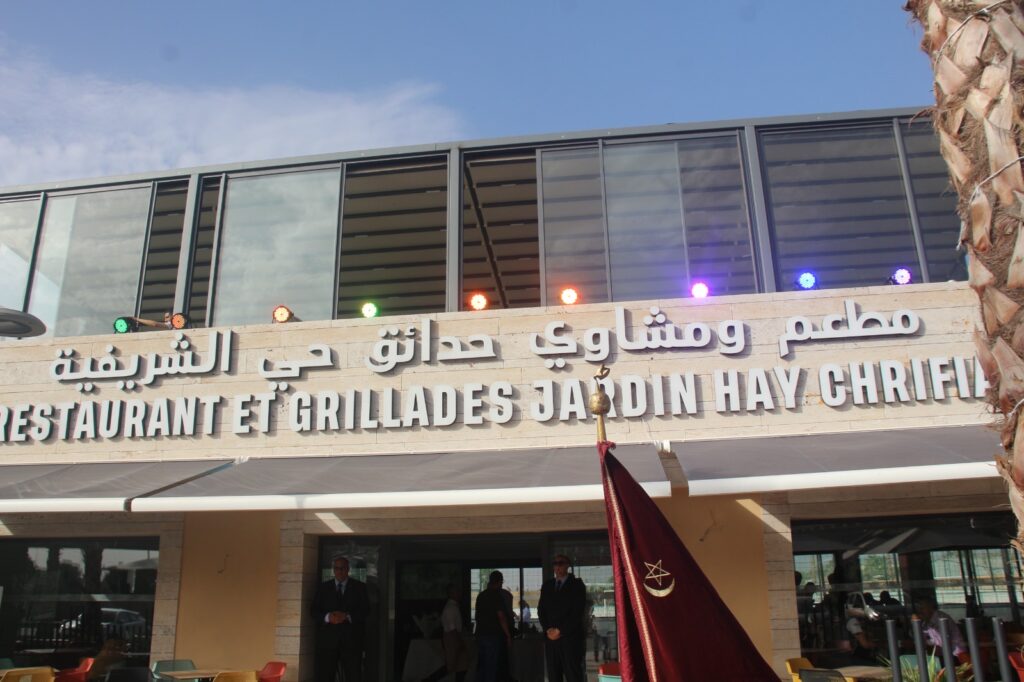 مطعم ومشاوي حدائق حي الشريفية
RESTAURANT ET GRILLADES JARDIN HAY CHRIFIA